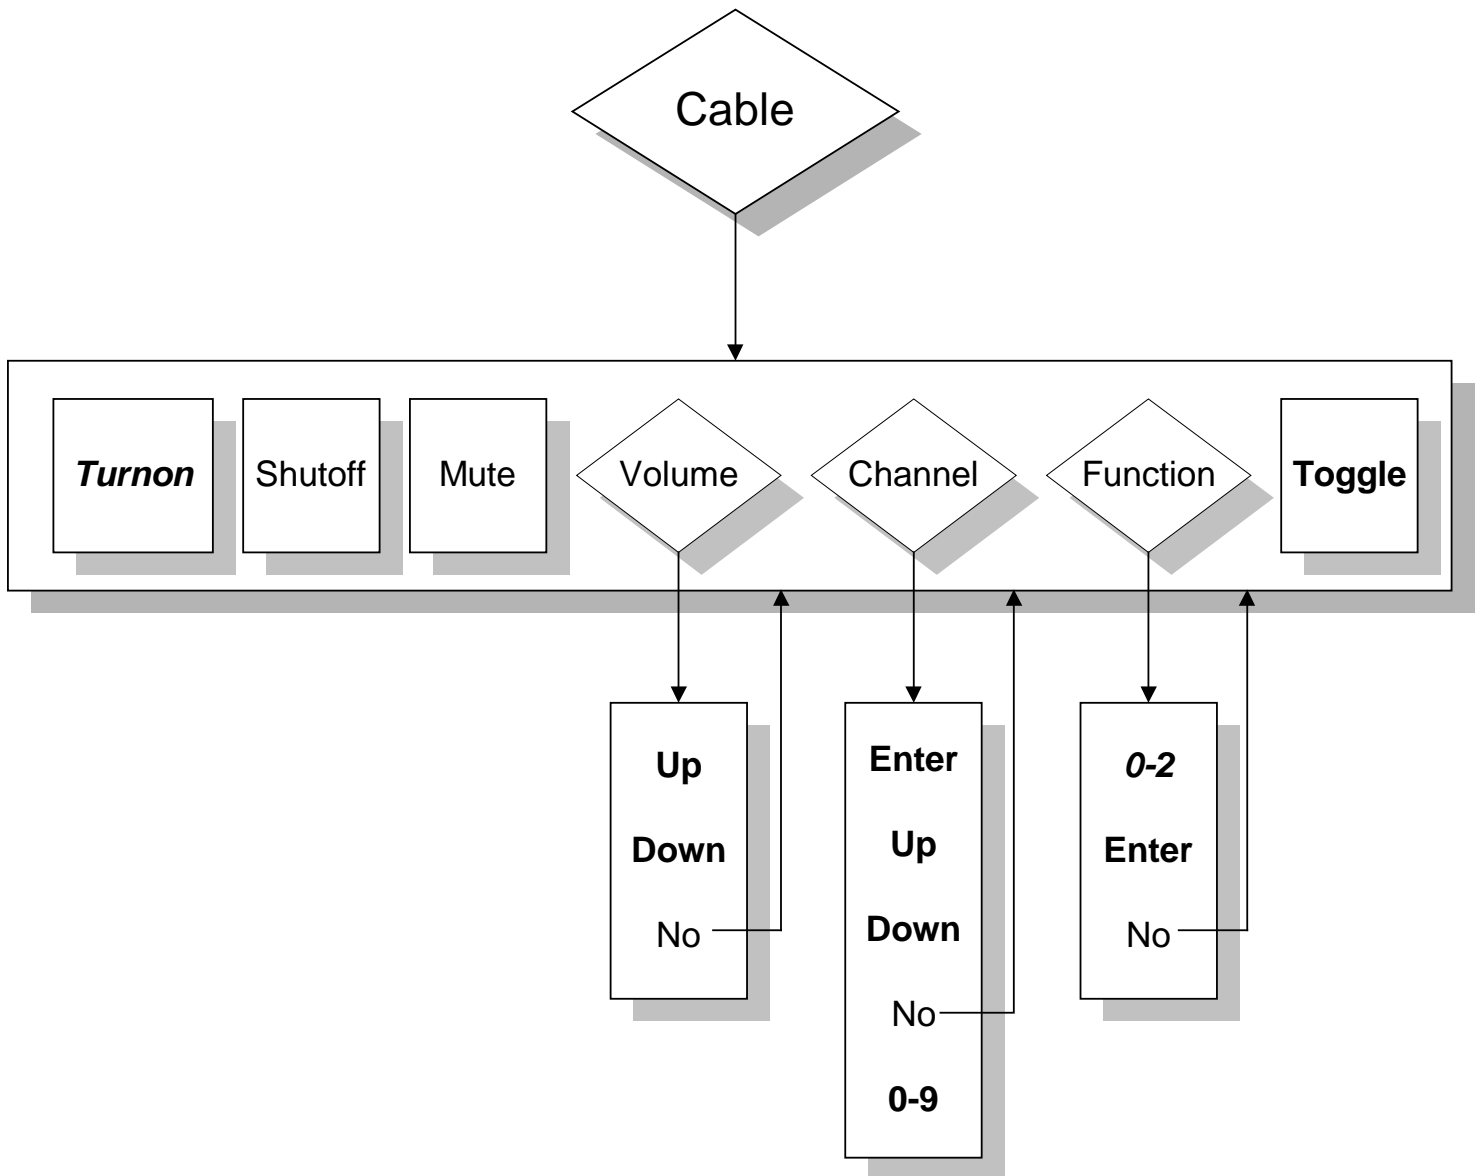 Cable
Turnon
Shutoff
Mute
Volume
Channel
Function
Toggle
Up
Down
No
Enter
Up
Down
No
0-9
0-2
Enter
No